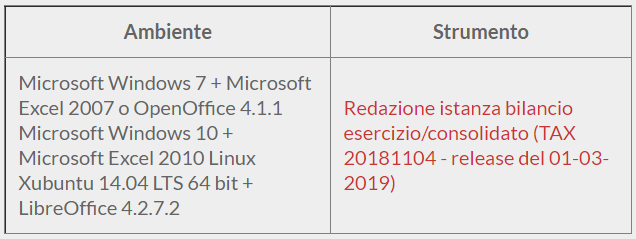 Ambiente
Strumento
Microsoft Windows 7 + Microsoft
Excel 2007 o OpenOffice 4.1.1
Microsoft Windows 10 +
Microsoft Excel 2010 Linux
Xubuntu 14.04 LTS 64 bit +
LibreOffice 4.2.7.2
Redazione istanza bilancio
esercizio/consolidato (TAX
20181104 - release del 01-03-
2019)